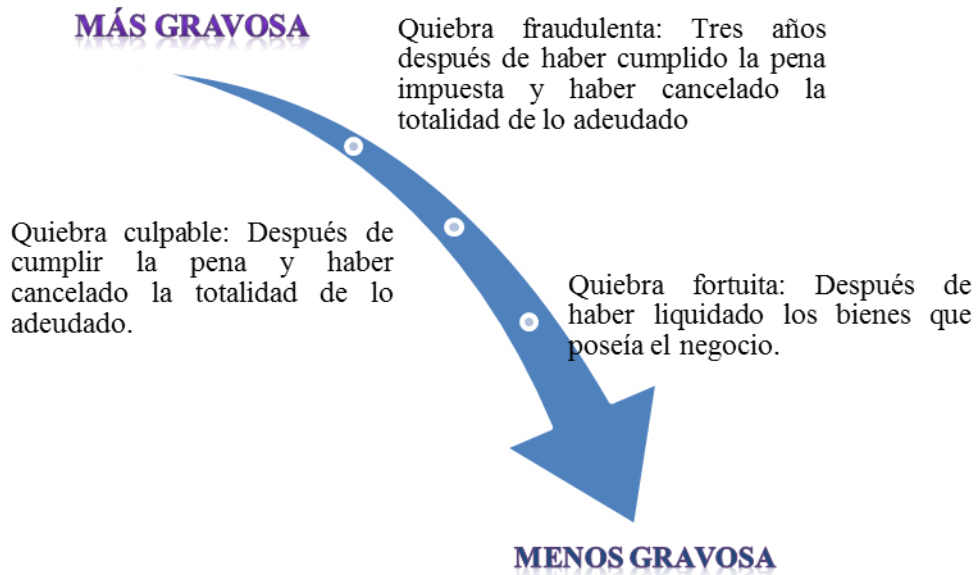 MÁS GRAVOSA
Quiebra fraudulenta: Tres años
después de haber cumplido la pena
impuesta y haber cancelado la
totalidad de lo adeudado
Quiebra culpable: Después de
cumplir la pena y haber
cancelado la totalidad de lo
adeudado.
Quiebra fortuita: Después de
haber liquidado los bienes que
poseía el negocio.
MENOS GRAVOSA